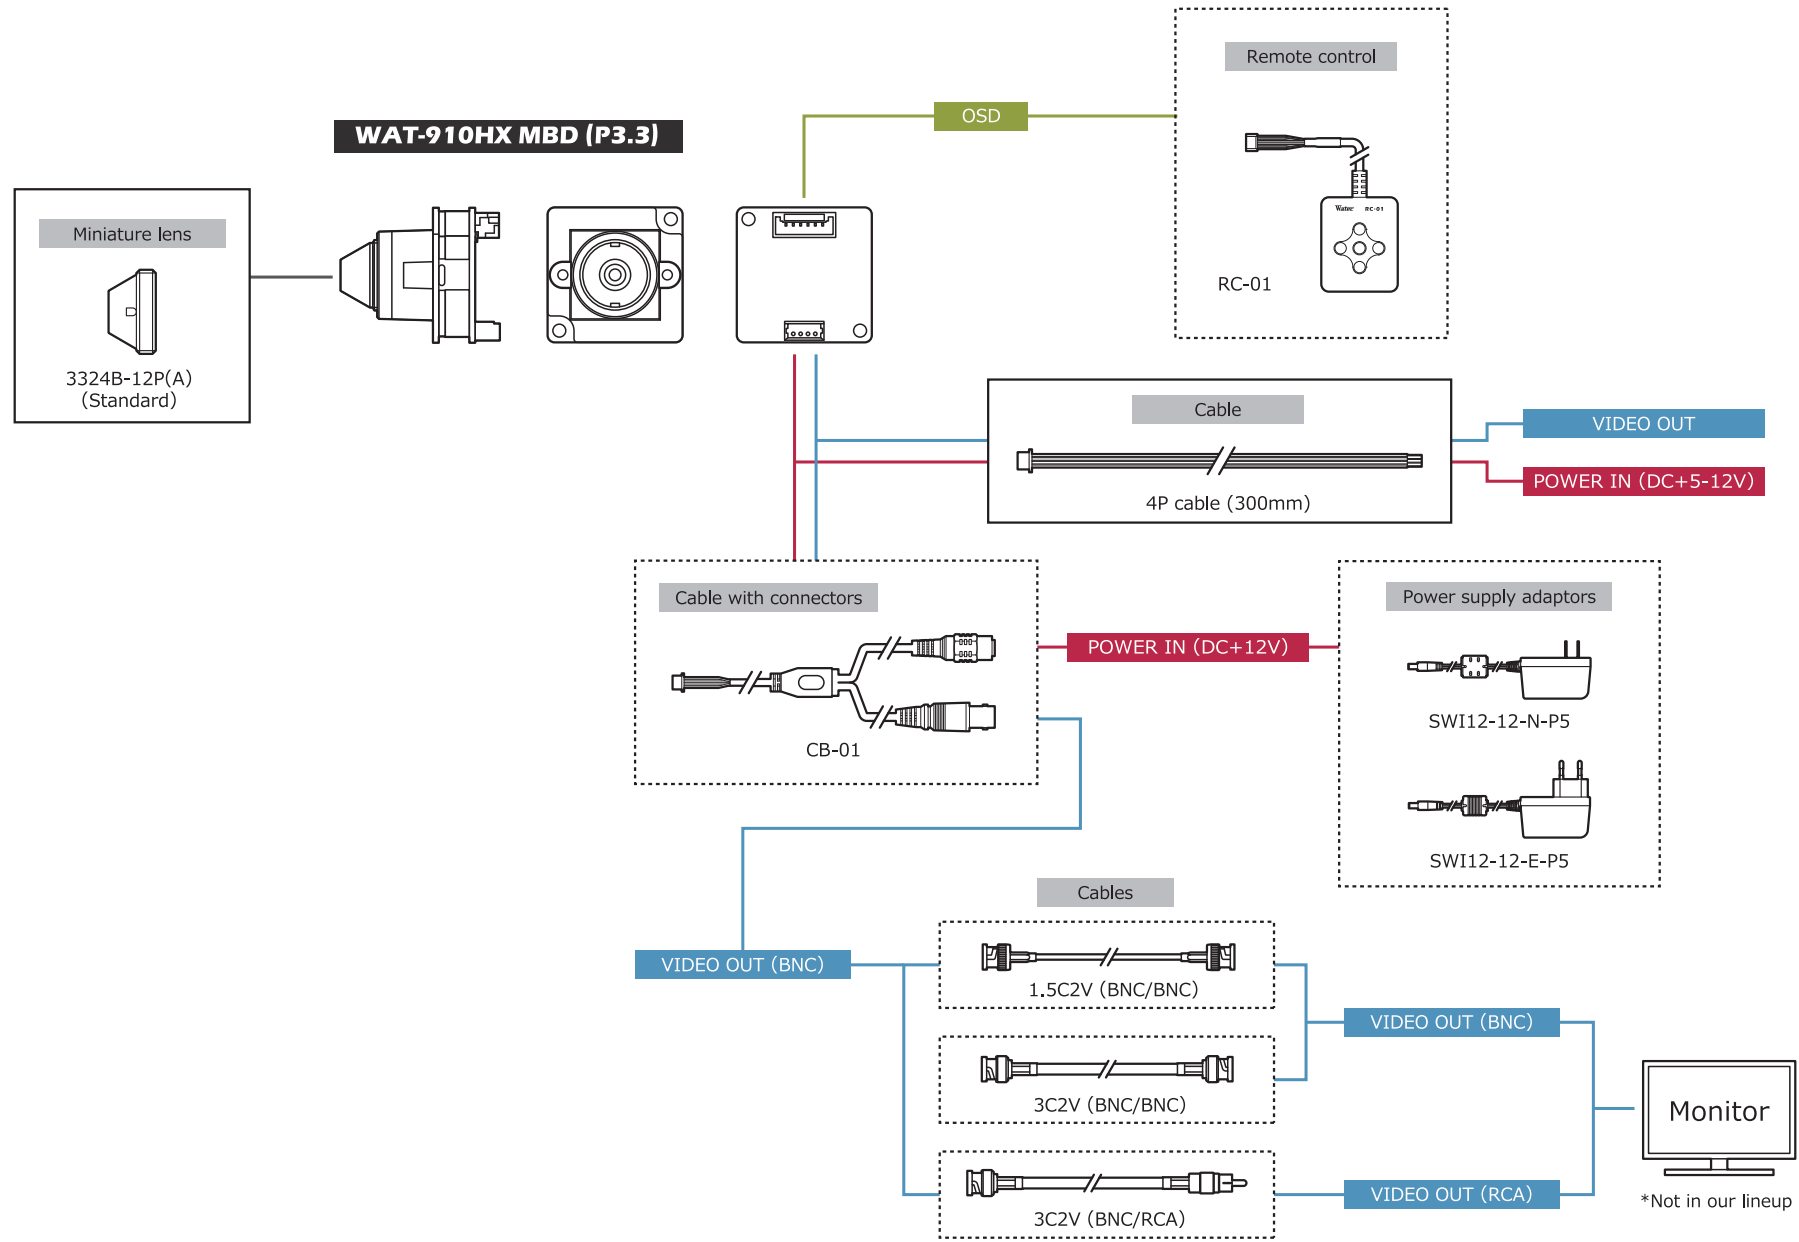 Remote control
OSD
WAT-910HX MBD (P3.3)
Watec RC-01
RC-01
Miniature lens
3324B-12P(A)
(Standard)
Cable
4P cable (300mm)
VIDEO OUT
POWER IN (DC+5-12V)
Cable with connectors
CB-01
POWER IN (DC+12V)
Power supply adaptors
SWI12-12-N-P5
SWI12-12-E-P5
Cables
VIDEO OUT (BNC)
1.5C2V (BNC/BNC)
3C2V (BNC/BNC)
3C2V (BNC/RCA)
VIDEO OUT (BNC)
VIDEO OUT (RCA)
Monitor
*Not in our lineup